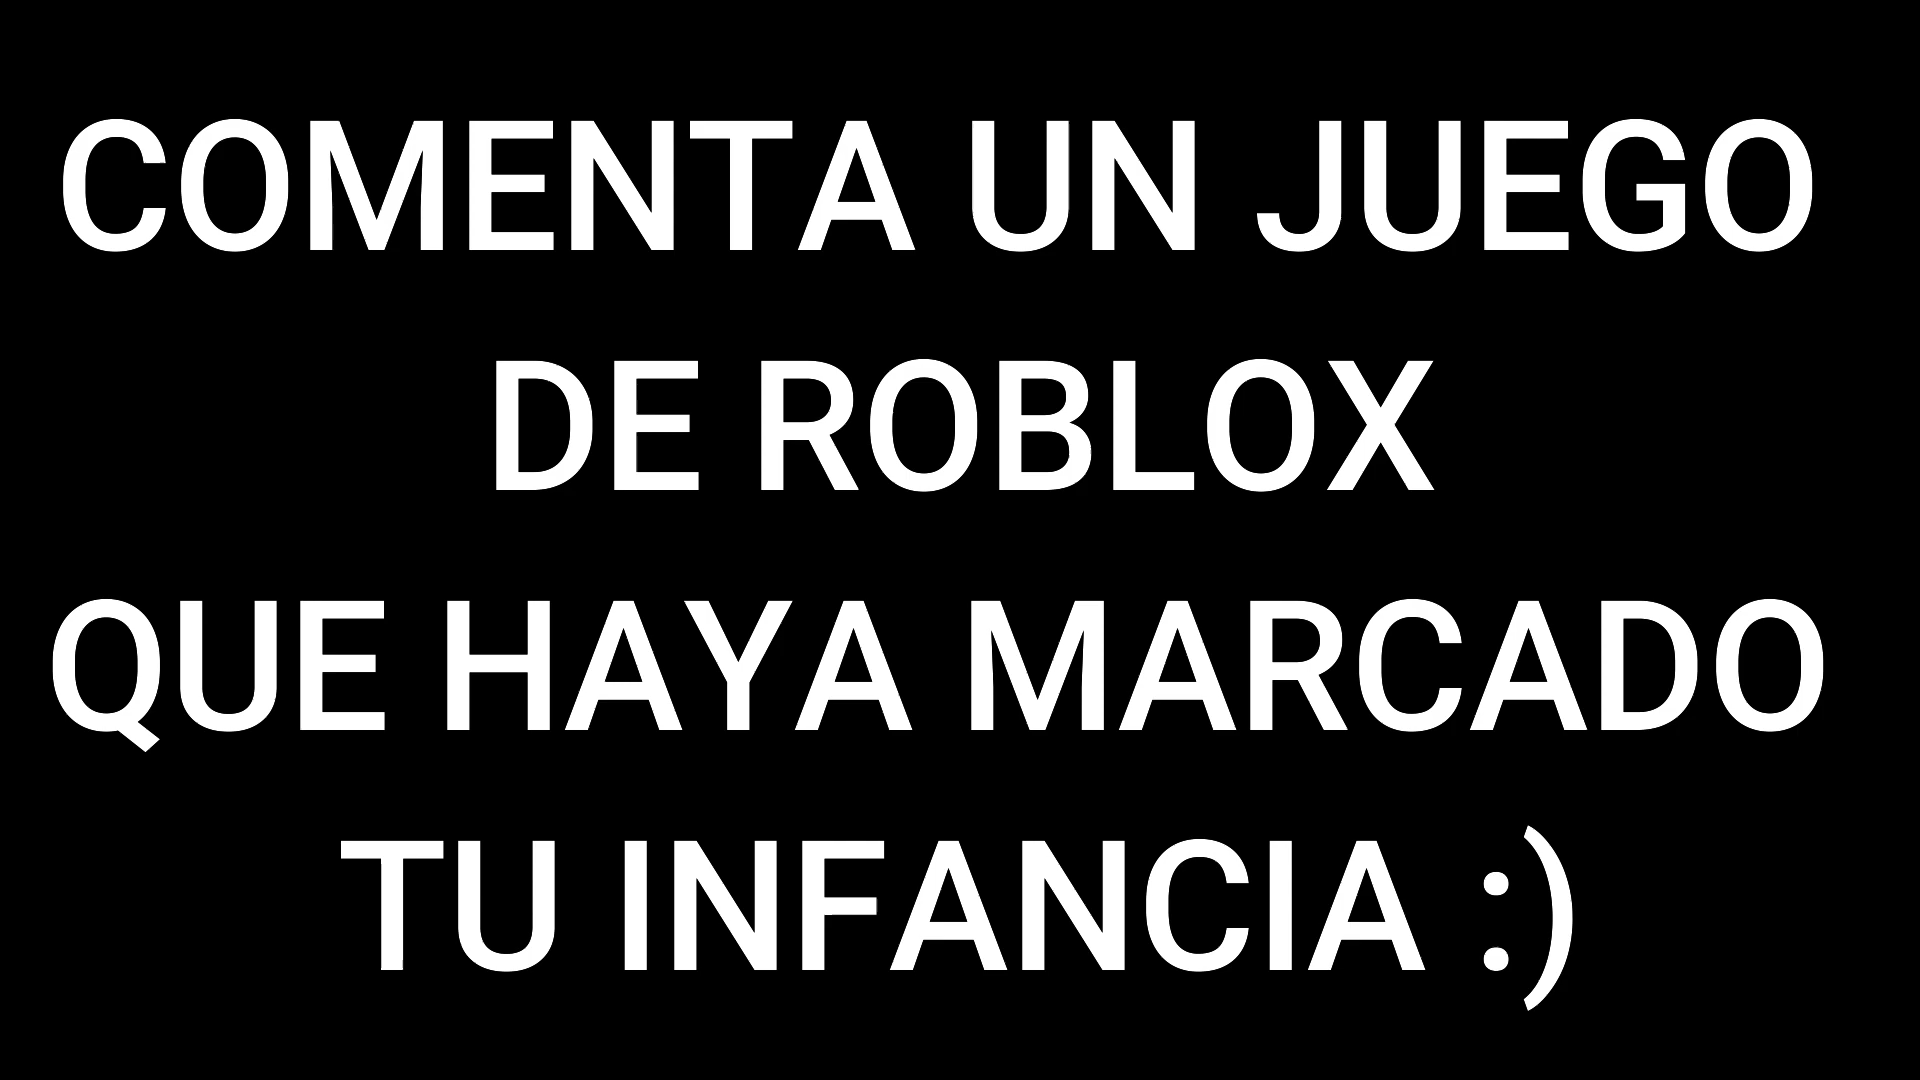 COMENTA UN JUEGO
DE ROBLOX
QUE HAYA MARCADO
TU INFANCIA :)